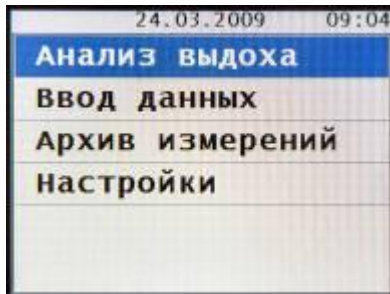 24.03.2009 09:04
Анализ выдоха
Ввод данных
Архив измерений
Настройки